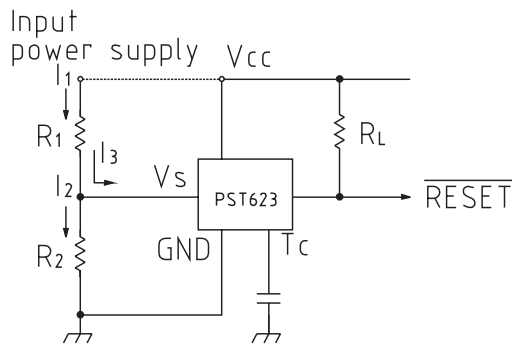 Input
power supply
Vcc
I1
R1
I3
RL
I2
Vs
PST623
RESET
R2
GND
Tc